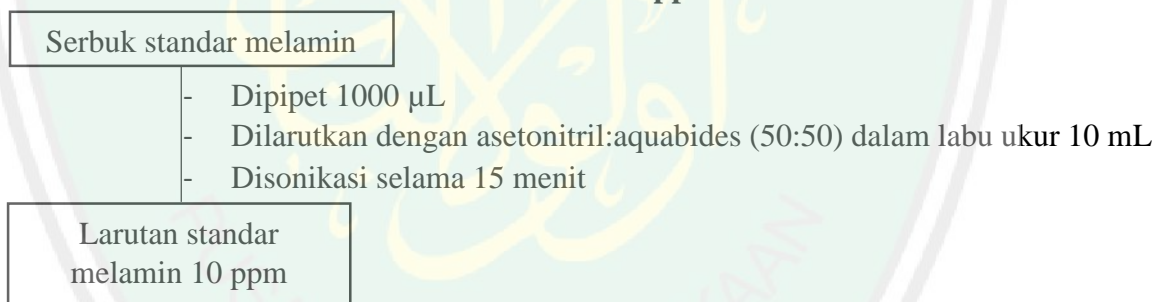 Serbuk standar melamin
- Dipipet 1000 µL
- Dilarutkan dengan asetonitril:aquabides (50:50) dalam labu ukur 10 mL
- Disonikasi selama 15 menit
Larutan standar
melamin 10 ppm